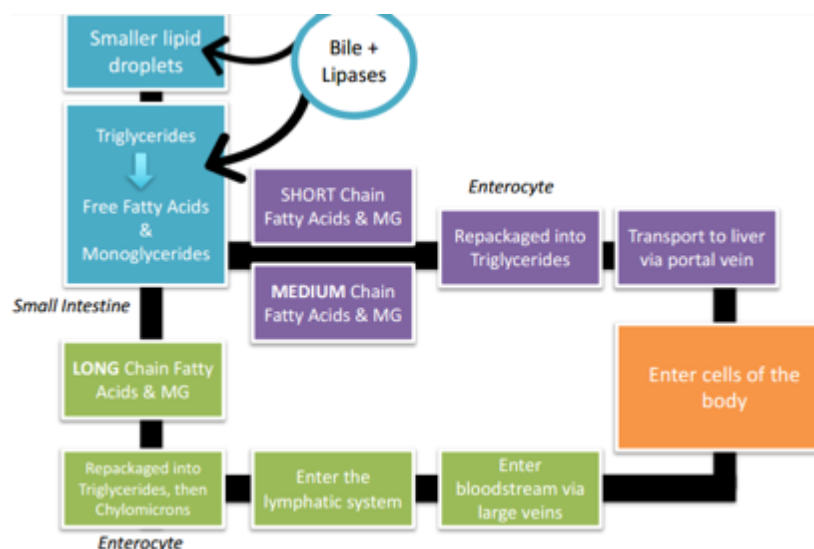 Smaller lipid
droplets
Bile +
Lipases
Triglycerides
Free Fatty Acids
&
Monoglycerides
Small Intestine
SHORT Chain
Fatty Acids & MG
MEDIUM Chain
Fatty Acids & MG
Enterocyte
Repackaged into
Triglycerides
Transport to liver
via portal vein
Enter cells of the
body
LONG Chain Fatty
Acids & MG
Repackaged into
Triglycerides, then
Chylomicrons
Enterocyte
Enter the
lymphatic system
Enter
bloodstream via
large veins